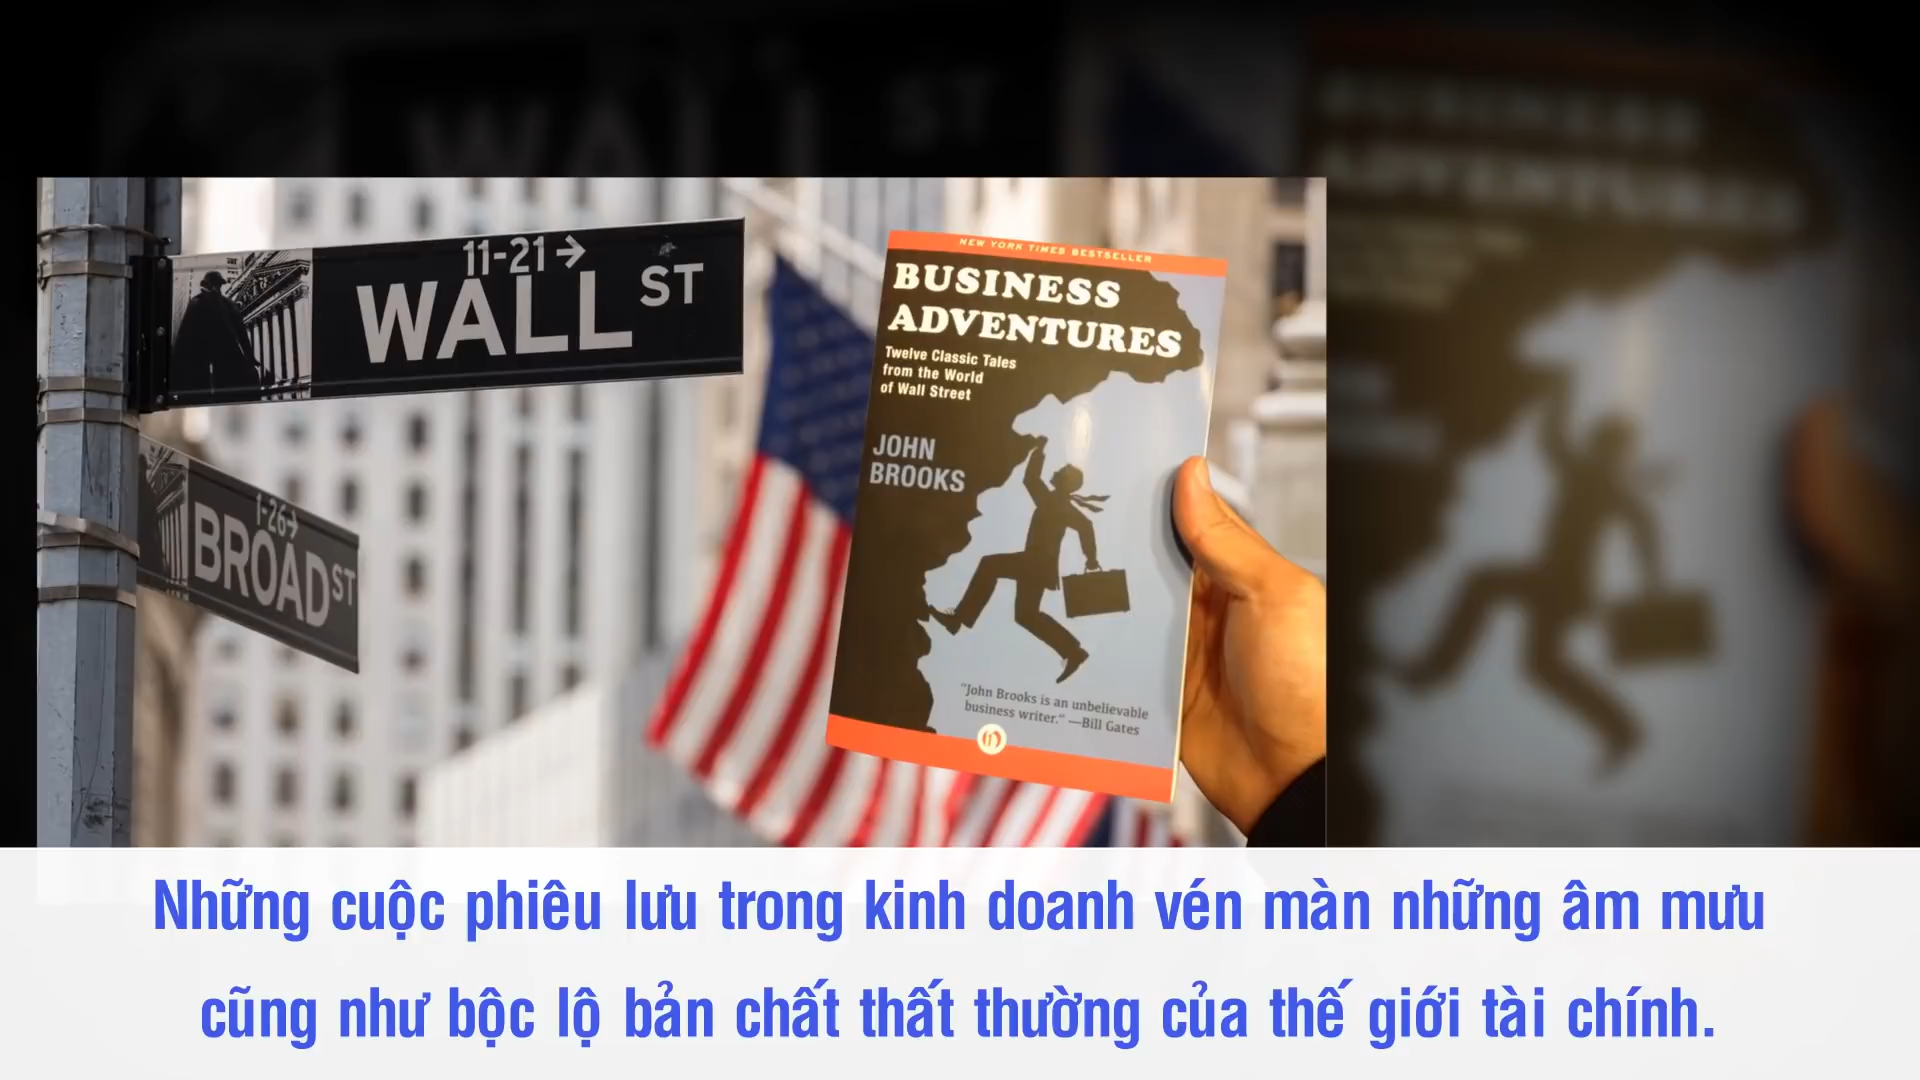 11-21→
WALL ST
1-26→
BROAD ST
NEW YORK TIMES BESTSELLER
BUSINESS
ADVENTURES
Twelve Classic Tales
from the World
of Wall Street
JOHN
BROOKS
"John Brooks is an unbelievable
business writer." —Bill Gates
Những cuộc phiêu lưu trong kinh doanh vén màn những âm mưu
cũng như bộc lộ bản chất thất thường của thế giới tài chính.